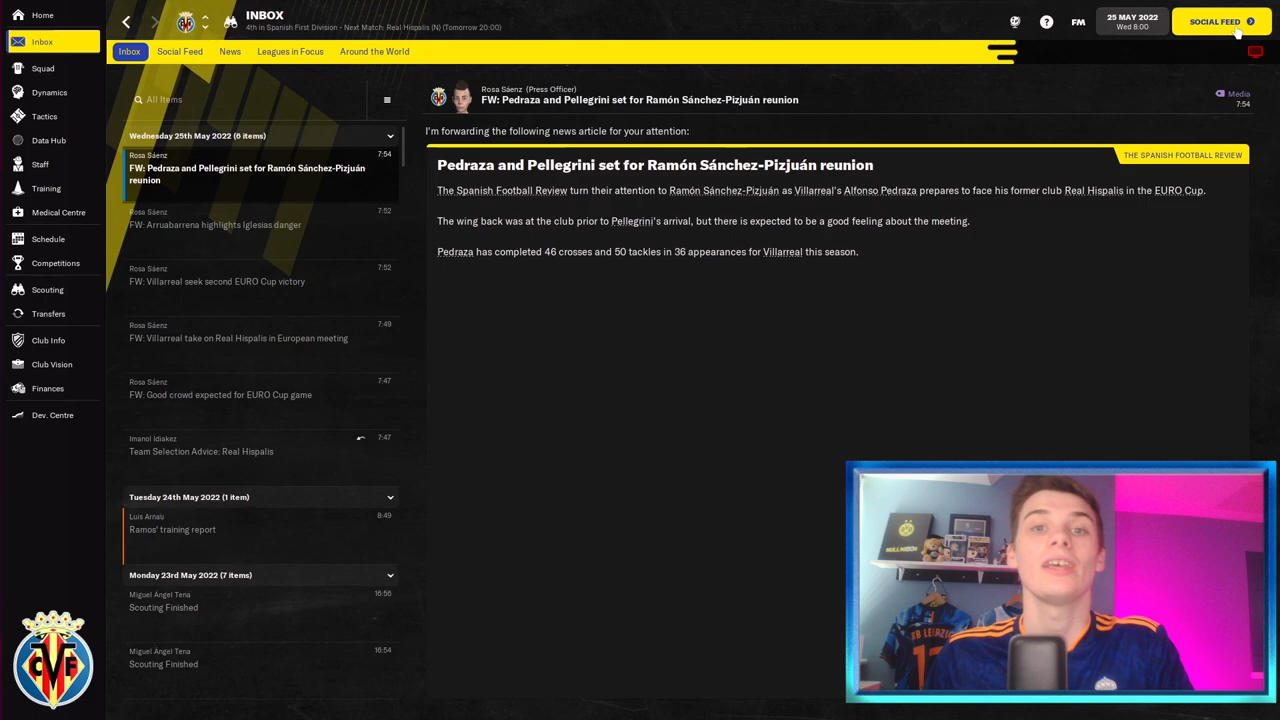 Home
Inbox
Squad
Dynamics
Tactics
Data Hub
Staff
Training
Medical Centre
Schedule
Competitions
Scouting
Transfers
Club Info
Club Vision
Finances
Dev. Centre
INBOX
4th in Spanish First Division - Next Match: Real Hispalis (N) (Tomorrow 20:00)
FM
25 MAY 2022
Wed 8:00
SOCIAL FEED
Inbox
Social Feed
News
Leagues in Focus
Around the World
All Items
Wednesday 25th May 2022 (6 items)
Rosa Sáenz
7:54
FW: Pedraza and Pellegrini set for Ramón Sánchez-Pizjuán
reunion
Rosa Sáenz
7:52
FW: Arruabarrena highlights Iglesias danger
Rosa Sáenz
7:52
FW: Villarreal seek second EURO Cup victory
Rosa Sáenz
7:49
FW: Villarreal take on Real Hispalis in European meeting
Rosa Sáenz
7:47
FW: Good crowd expected for EURO Cup game
Imanol Idiakez
7:47
Team Selection Advice: Real Hispalis
Tuesday 24th May 2022 (1 item)
Luis Arnau
8:49
Ramos' training report
Monday 23rd May 2022 (7 items)
Miguel Ángel Tena
16:56
Scouting Finished
Miguel Ángel Tena
16:54
Scouting Finished
Rosa Sáenz (Press Officer)
FW: Pedraza and Pellegrini set for Ramón Sánchez-Pizjuán reunion
Media
7:54
I'm forwarding the following news article for your attention:
Pedraza and Pellegrini set for Ramón Sánchez-Pizjuán reunion
THE SPANISH FOOTBALL REVIEW
The Spanish Football Review turn their attention to Ramón Sánchez-Pizjuán as Villarreal's Alfonso Pedraza prepares to face his former club Real Hispalis in the EURO Cup.
The wing back was at the club prior to Pellegrini's arrival, but there is expected to be a good feeling about the meeting.
Pedraza has completed 46 crosses and 50 tackles in 36 appearances for Villarreal this season.
CVF